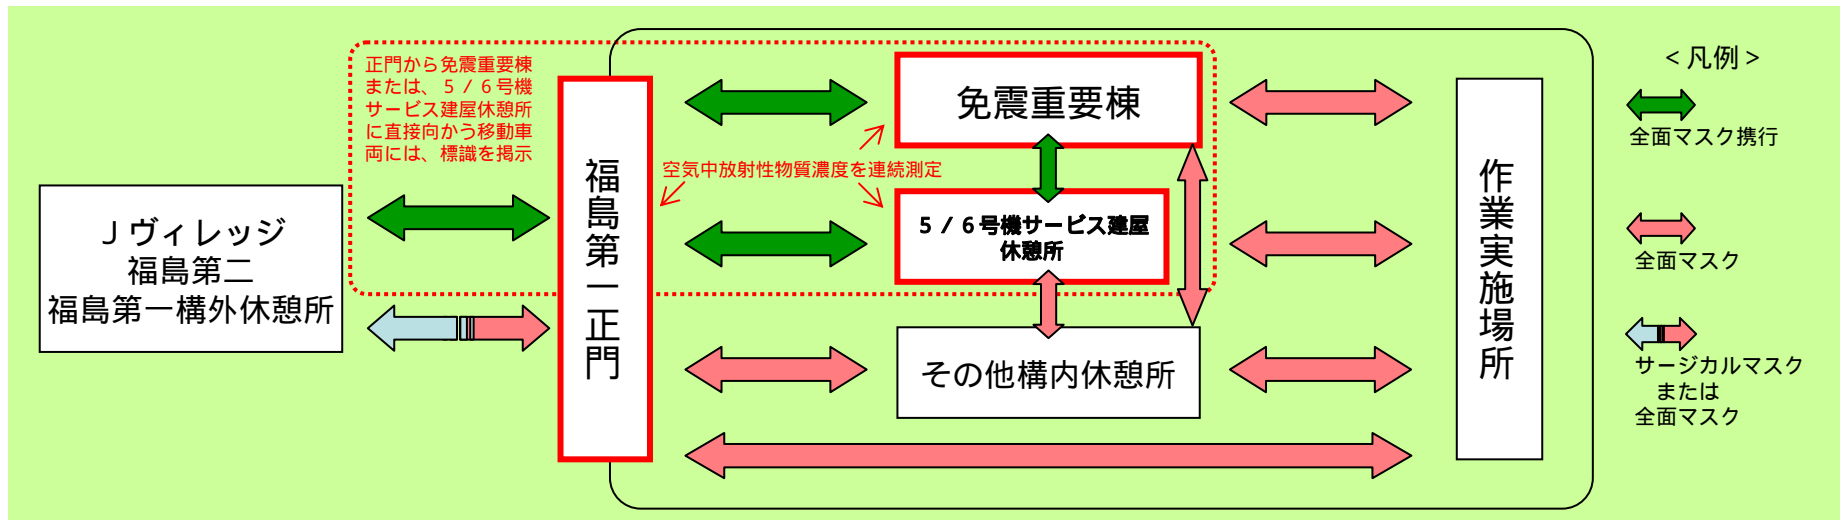 正門から免震重要棟
または、５／６号機
サービス建屋休憩所
に直接向かう移動車
両には、標識を掲示
Ｊヴィレッジ
福島第二
福島第一構外休憩所
福島第一正門
空気中放射性物質濃度を連続測定
免震重要棟
５／６号機サービス建屋
休憩所
その他構内休憩所
作業実施場所
＜凡例＞
全面マスク携行
全面マスク
サージカルマスク
または
全面マスク